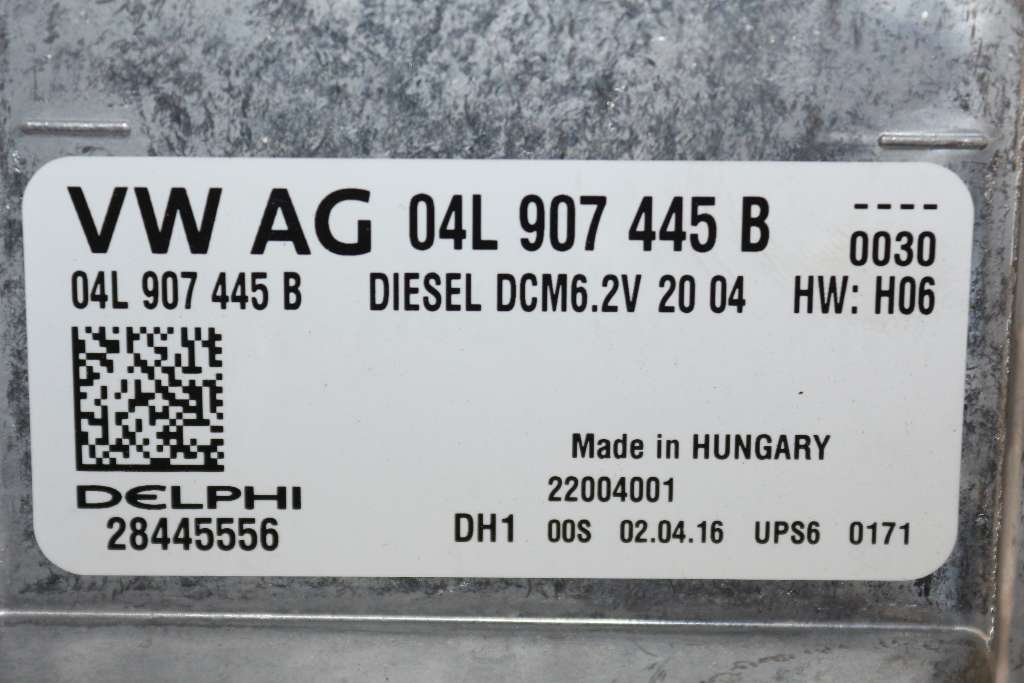 VW AG 04L 907 445 B ----
0030
04L 907 445 B DIESEL DCM6.2V 20 04 HW: H06
Made in HUNGARY
DELPHI 22004001
28445556 DH1 00S 02.04.16 UPS6 0171